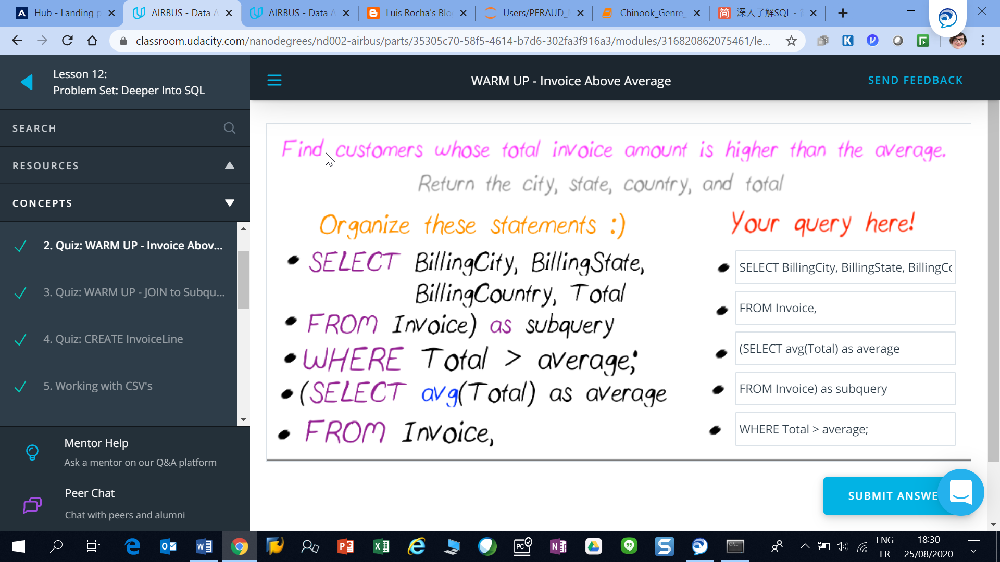 Hub - Landing p
AIRBUS - Data A
AIRBUS - Data A
Luis Rocha's Blo
Users/PERAUD_
Chinook_Genre_
深入了解SQL -
classroom.udacity.com/nanodegrees/nd002-airbus/parts/35305c70-58f5-4614-b7d6-302fa3f916a3/modules/316820862075461/le...
Lesson 12:
Problem Set: Deeper Into SQL
WARM UP - Invoice Above Average
SEND FEEDBACK
SEARCH
RESOURCES
CONCEPTS
2. Quiz: WARM UP - Invoice Abov...
3. Quiz: WARM UP - JOIN to Subqu...
4. Quiz: CREATE InvoiceLine
5. Working with CSV's
Mentor Help
Ask a mentor on our Q&A platform
Peer Chat
Chat with peers and alumni
Find customers whose total invoice amount is higher than the average.
Return the city, state, country, and total
Organize these statements :)
SELECT BillingCity, BillingState,
BillingCountry, Total
FROM Invoice) as subquery
WHERE Total > average;
(SELECT avg(Total) as average
FROM Invoice,
Your query here!
SELECT BillingCity, BillingState, BillingCo
FROM Invoice,
(SELECT avg(Total) as average
FROM Invoice) as subquery
WHERE Total > average;
SUBMIT ANSWE
ENG
FR
18:30
25/08/2020